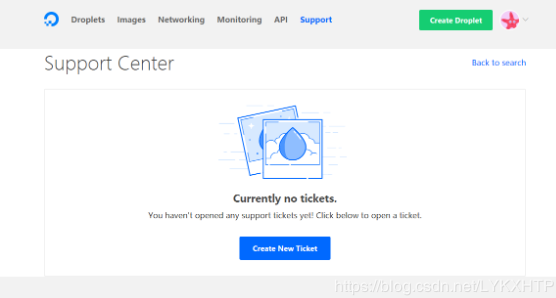 Droplets Images Networking Monitoring API Support Create Droplet
Support Center Back to search
Currently no tickets.
You haven't opened any support tickets yet! Click below to open a ticket.
Create New Ticket
https://blog.csdn.net/LYKXHTP